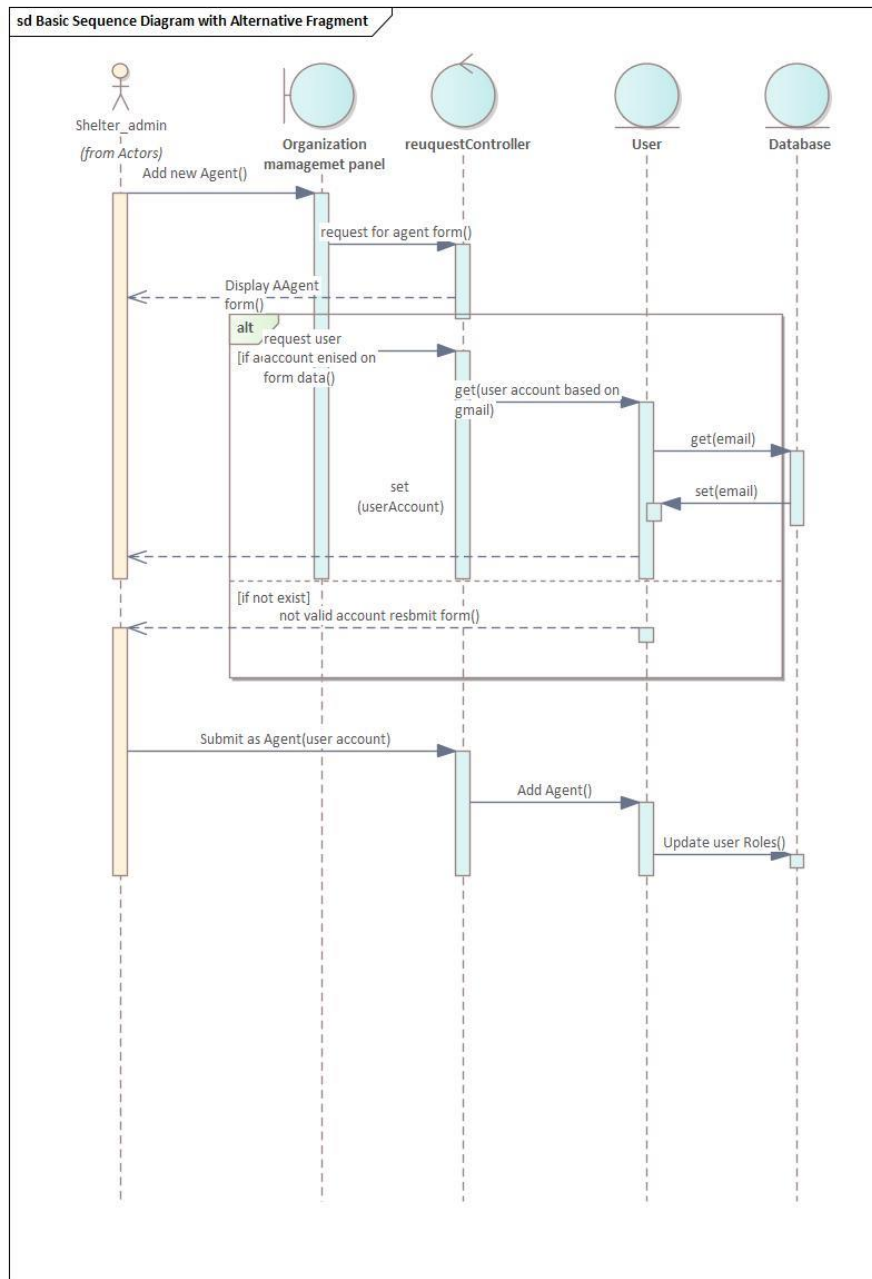 sd Basic Sequence Diagram with Alternative Fragment
Shelter_admin
(from Actors)
Organization
mamagemet panel
reuquestController
User
Database
Add new Agent()
request for agent form()
Display AAgent
form()
alt
request user
[if a
account enised on
form data()
get(user account based on
gmail)
get(email)
set(email)
set
(userAccount)
[if not exist]
not valid account resbmit form()
Submit as Agent(user account)
Add Agent()
Update user Roles()